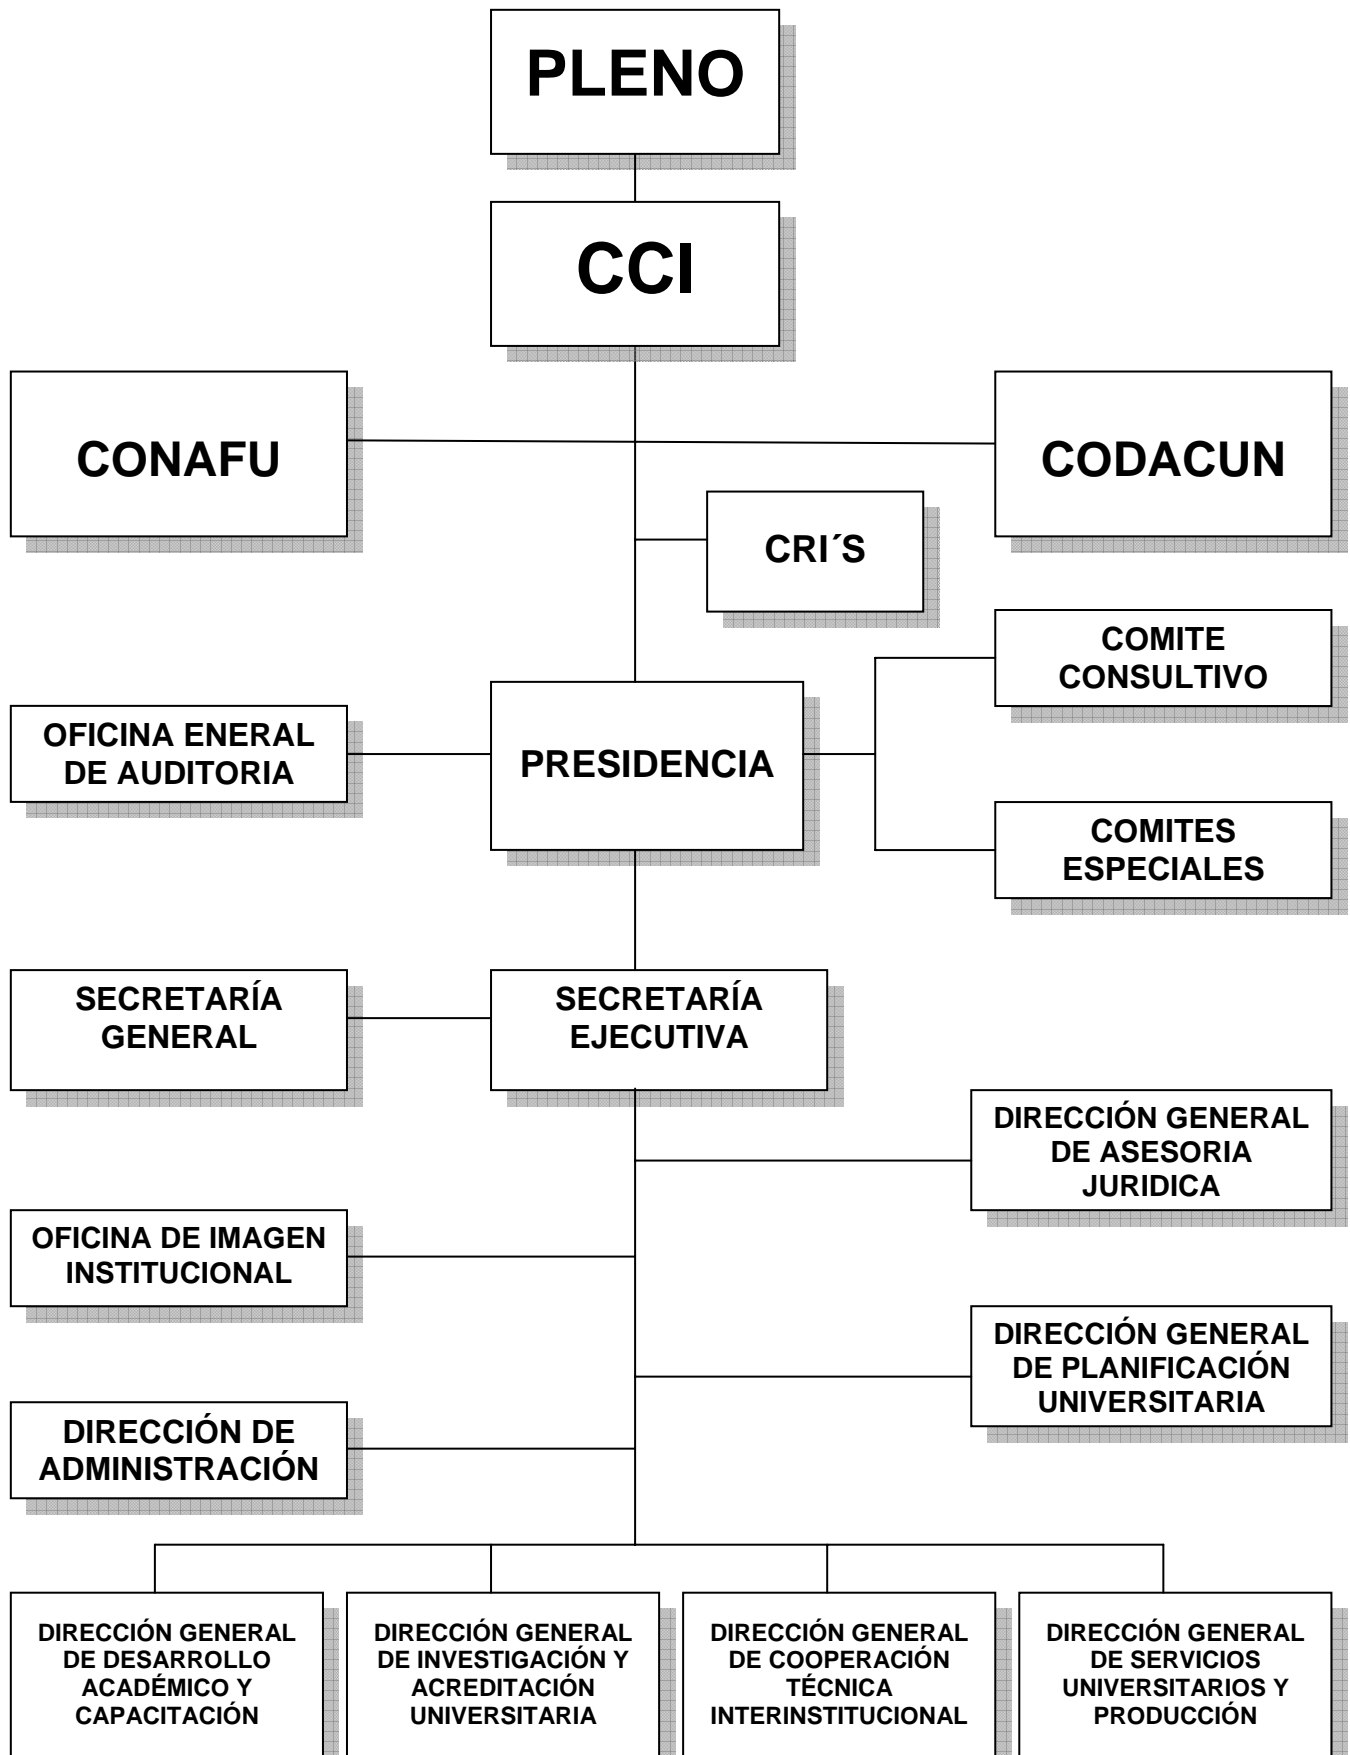 PLENO
CCI
CONAFU
CODACUN
CRI´S
COMITE
CONSULTIVO
OFICINA ENERAL
DE AUDITORIA
PRESIDENCIA
COMITES
ESPECIALES
SECRETARÍA
GENERAL
SECRETARÍA
EJECUTIVA
DIRECCIÓN GENERAL
DE ASESORIA
JURIDICA
OFICINA DE IMAGEN
INSTITUCIONAL
DIRECCIÓN GENERAL
DE PLANIFICACIÓN
UNIVERSITARIA
DIRECCIÓN DE
ADMINISTRACIÓN
DIRECCIÓN GENERAL
DE DESARROLLO
ACADÉMICO Y
CAPACITACIÓN
DIRECCIÓN GENERAL
DE INVESTIGACIÓN Y
ACREDITACIÓN
UNIVERSITARIA
DIRECCIÓN GENERAL
DE COOPERACIÓN
TÉCNICA
INTERINSTITUCIONAL
DIRECCIÓN GENERAL
DE SERVICIOS
UNIVERSITARIOS Y
PRODUCCIÓN